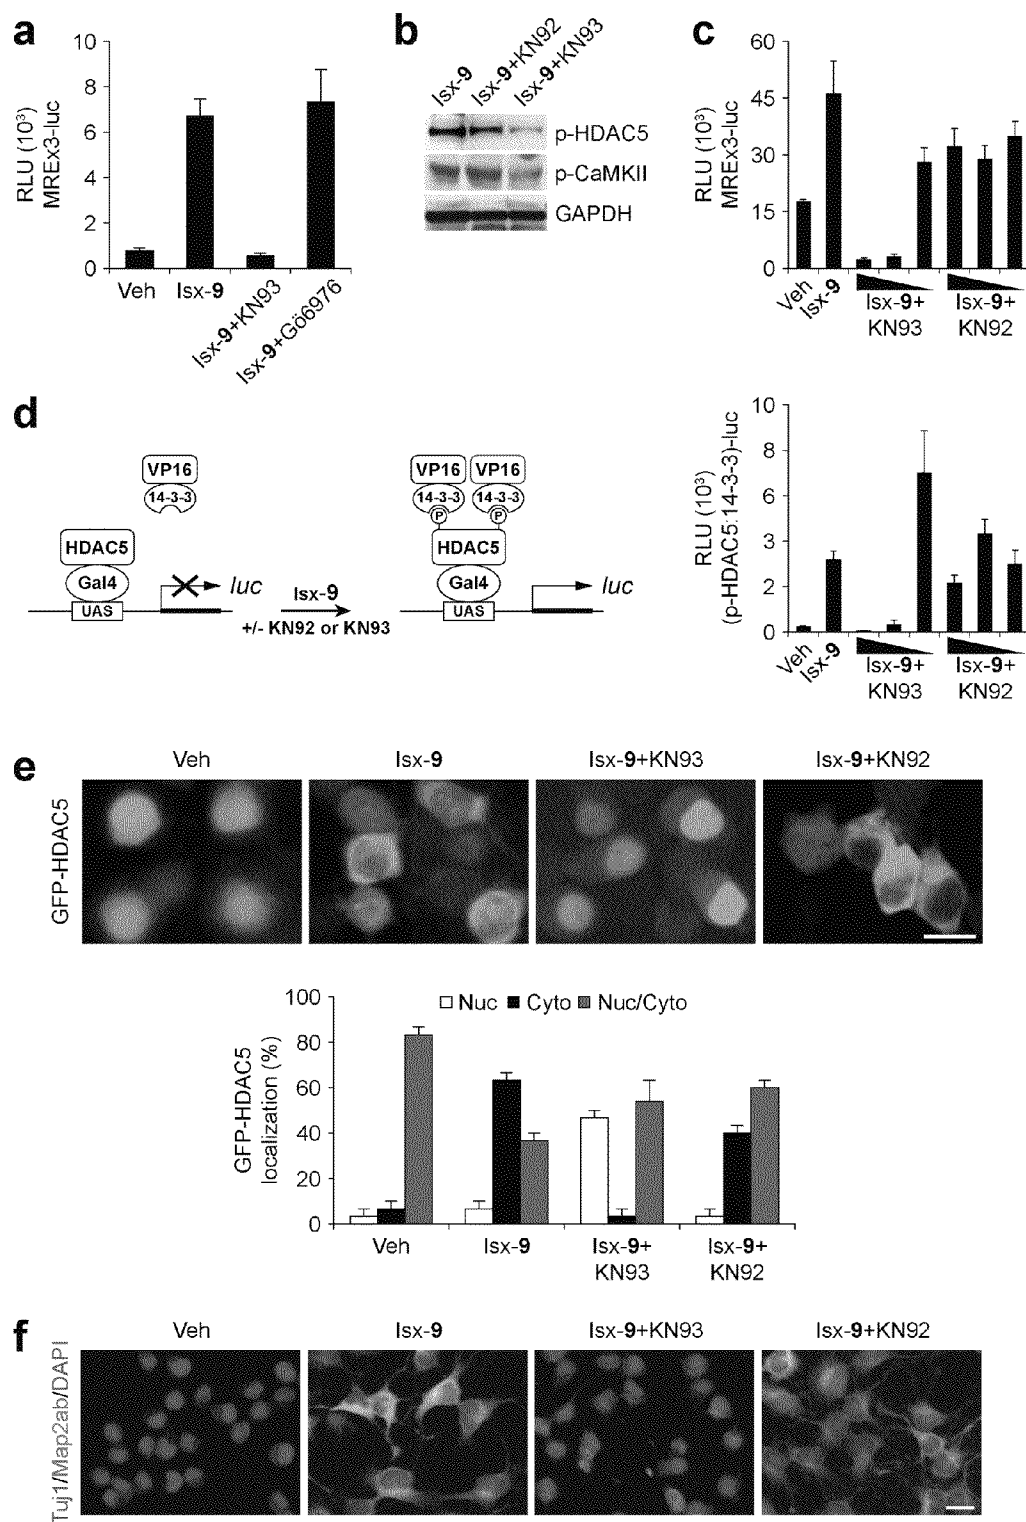 a
RLU (10³)
MREx3-luc
10
8
6
4
2
0
Veh
Isx-9
Isx-9+KN93
Isx-9+Gö6976
b
Isx-9
Isx-9+KN92
Isx-9+KN93
p-HDAC5
p-CaMKII
GAPDH
c
RLU (10³)
MREx3-luc
60
45
30
15
0
Veh
Isx-9
Isx-9+
KN93
Isx-9+
KN92
d
VP16
14-3-3
HDAC5
Gal4
UAS
luc
Isx-9
+/- KN92 or KN93
VP16 VP16
14-3-3 14-3-3
P P
HDAC5
Gal4
UAS
luc
RLU (10³)
(p-HDAC5:14-3-3)-luc
10
8
6
3
2
0
Veh
Isx-9
Isx-9+
KN93
Isx-9+
KN92
e
Veh Isx-9 Isx-9+KN93 Isx-9+KN92
GFP-HDAC5
GFP-HDAC5
localization (%)
100
80
60
40
20
0
Nuc Cyto Nuc/Cyto
Veh
Isx-9
Isx-9+
KN93
Isx-9+
KN92
f
Veh Isx-9 Isx-9+KN93 Isx-9+KN92
Tuj1/Map2ab/DAPI